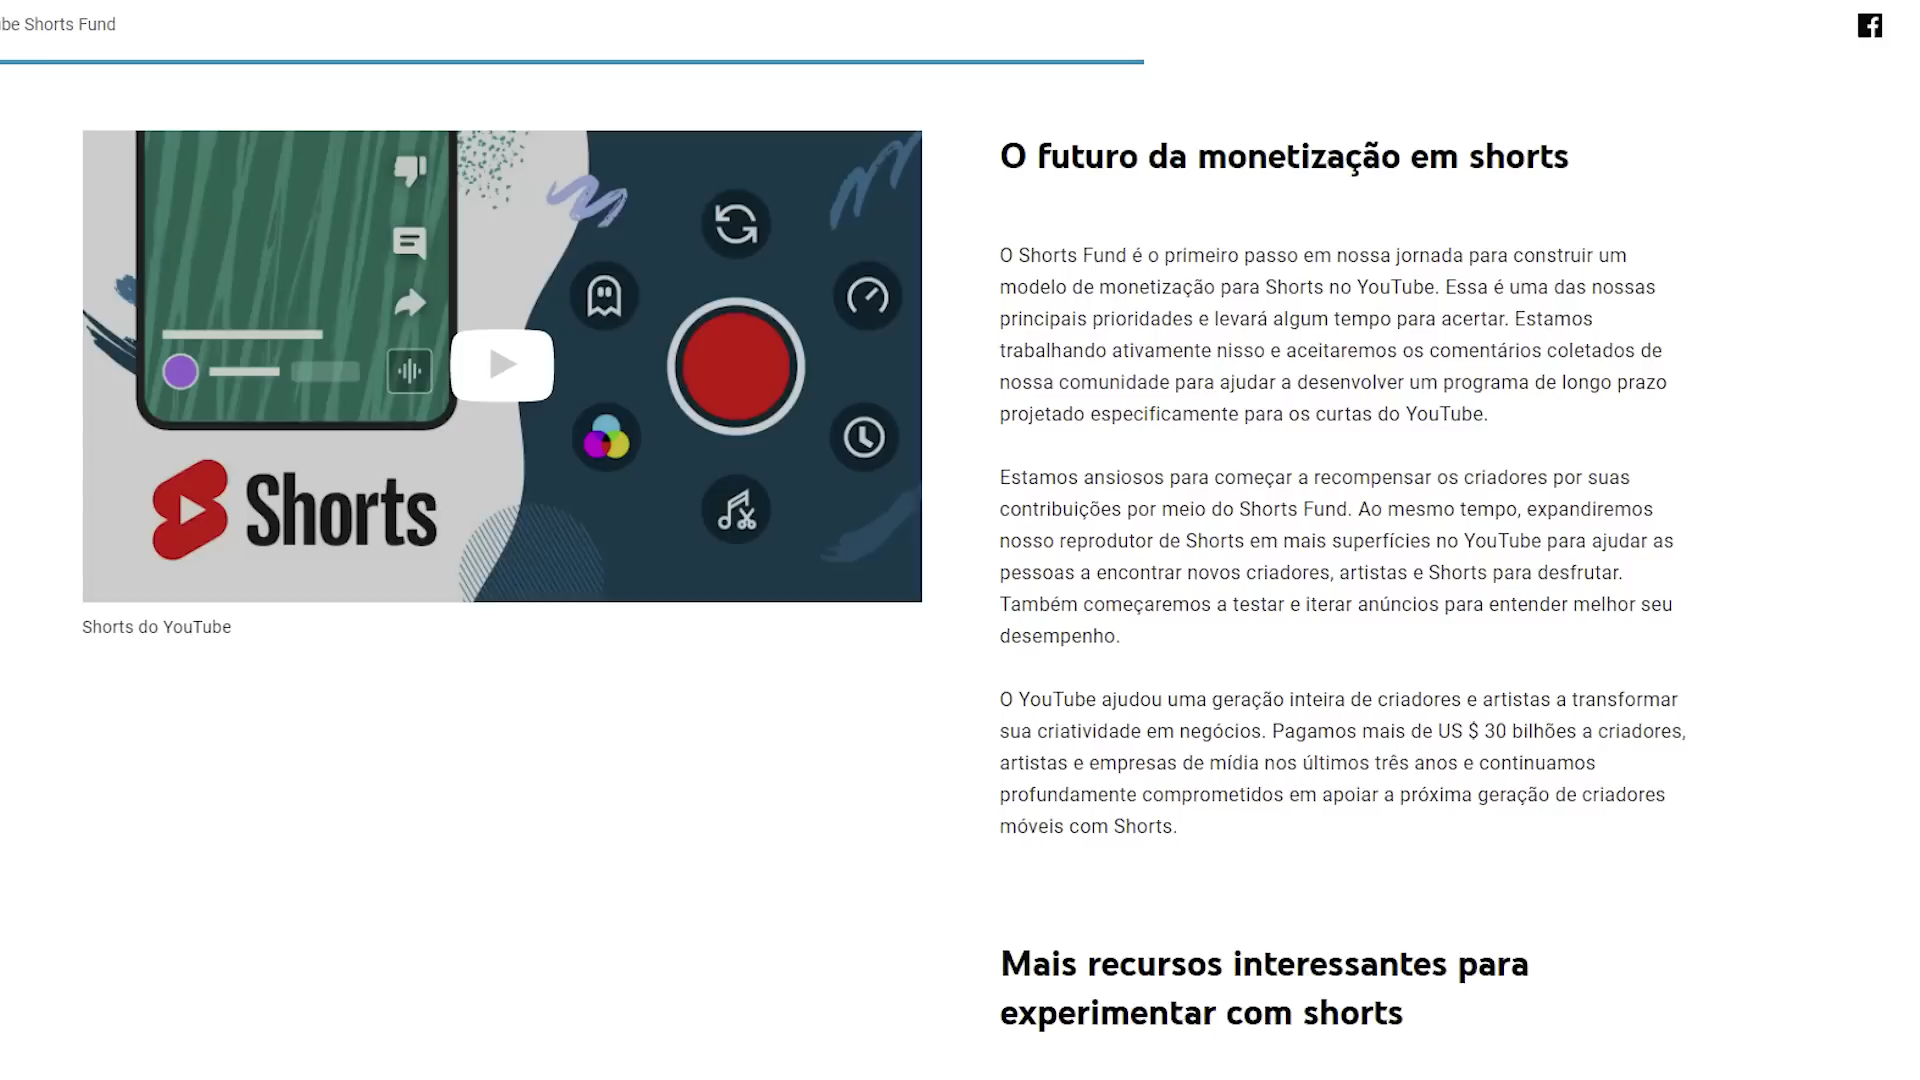 be Shorts Fund
Shorts
Shorts do YouTube
O futuro da monetização em shorts
O Shorts Fund é o primeiro passo em nossa jornada para construir um
modelo de monetização para Shorts no YouTube. Essa é uma das nossas
principais prioridades e levará algum tempo para acertar. Estamos
trabalhando ativamente nisso e aceitaremos os comentários coletados de
nossa comunidade para ajudar a desenvolver um programa de longo prazo
projetado especificamente para os curtas do YouTube.
Estamos ansiosos para começar a recompensar os criadores por suas
contribuições por meio do Shorts Fund. Ao mesmo tempo, expandiremos
nosso reprodutor de Shorts em mais superfícies no YouTube para ajudar as
pessoas a encontrar novos criadores, artistas e Shorts para desfrutar.
Também começaremos a testar e iterar anúncios para entender melhor seu
desempenho.
O YouTube ajudou uma geração inteira de criadores e artistas a transformar
sua criatividade em negócios. Pagamos mais de US $ 30 bilhões a criadores,
artistas e empresas de mídia nos últimos três anos e continuamos
profundamente comprometidos em apoiar a próxima geração de criadores
móveis com Shorts.
Mais recursos interessantes para
experimentar com shorts